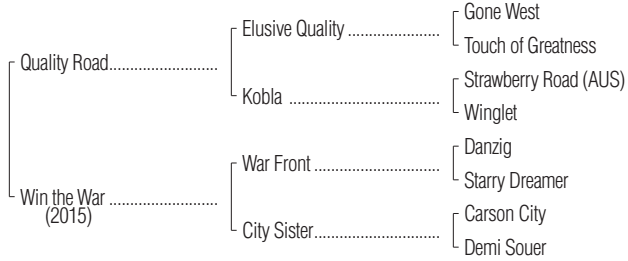 Gone West
Elusive Quality ....................
Touch of Greatness
Quality Road.........................
Strawberry Road (AUS)
Kobla ..................................
Winglet
Danzig
War Front ............................
Starry Dreamer
Win the War .........................
(2015)
Carson City
City Sister............................
Demi Souer